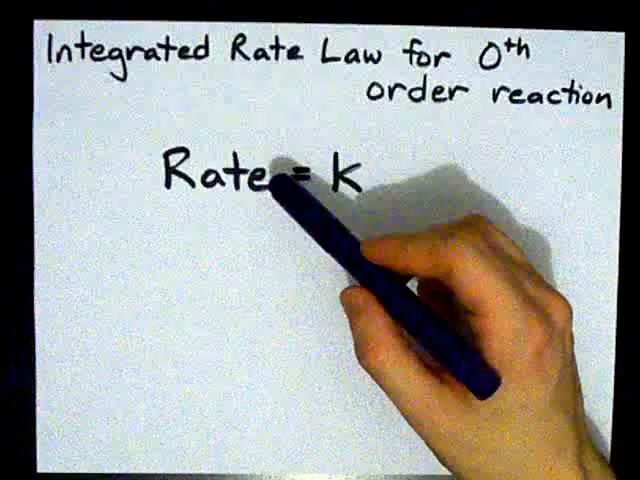 Integrated Rate Law for 0th
order reaction
Rate = k